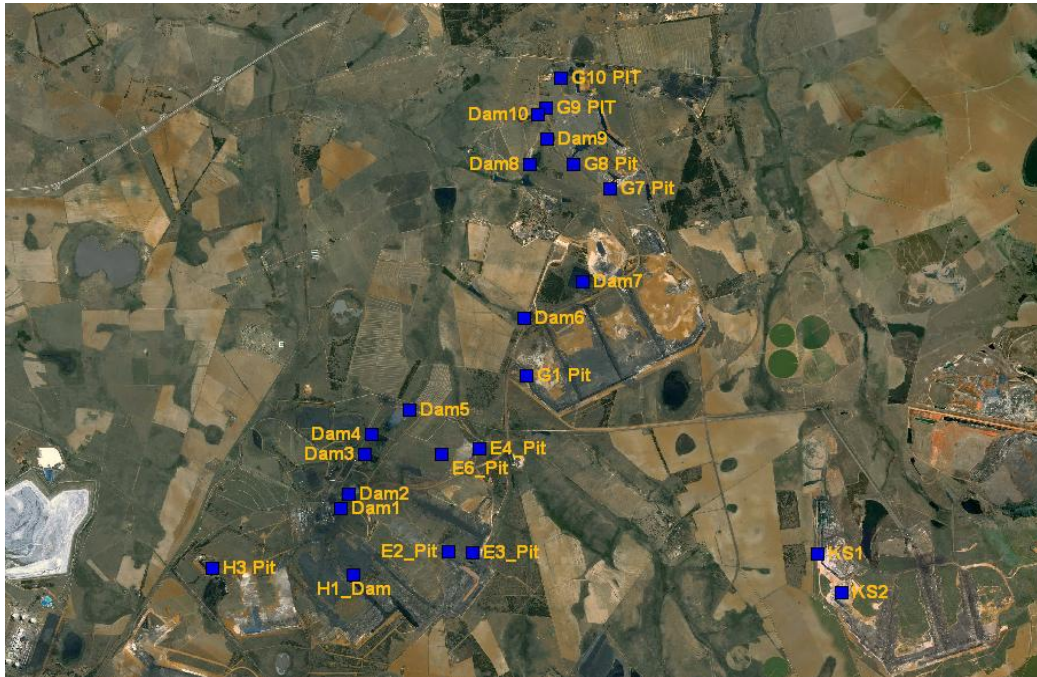 G10 PIT
G9 PIT
Dam10
Dam9
Dam8
G8 Pit
G7 Pit
Dam7
Dam6
G1 Pit
Dam5
Dam4
Dam3
E4_Pit
E6_Pit
Dam2
Dam1
E2_Pit
E3_Pit
KS1
H3 Pit
H1_Dam
KS2